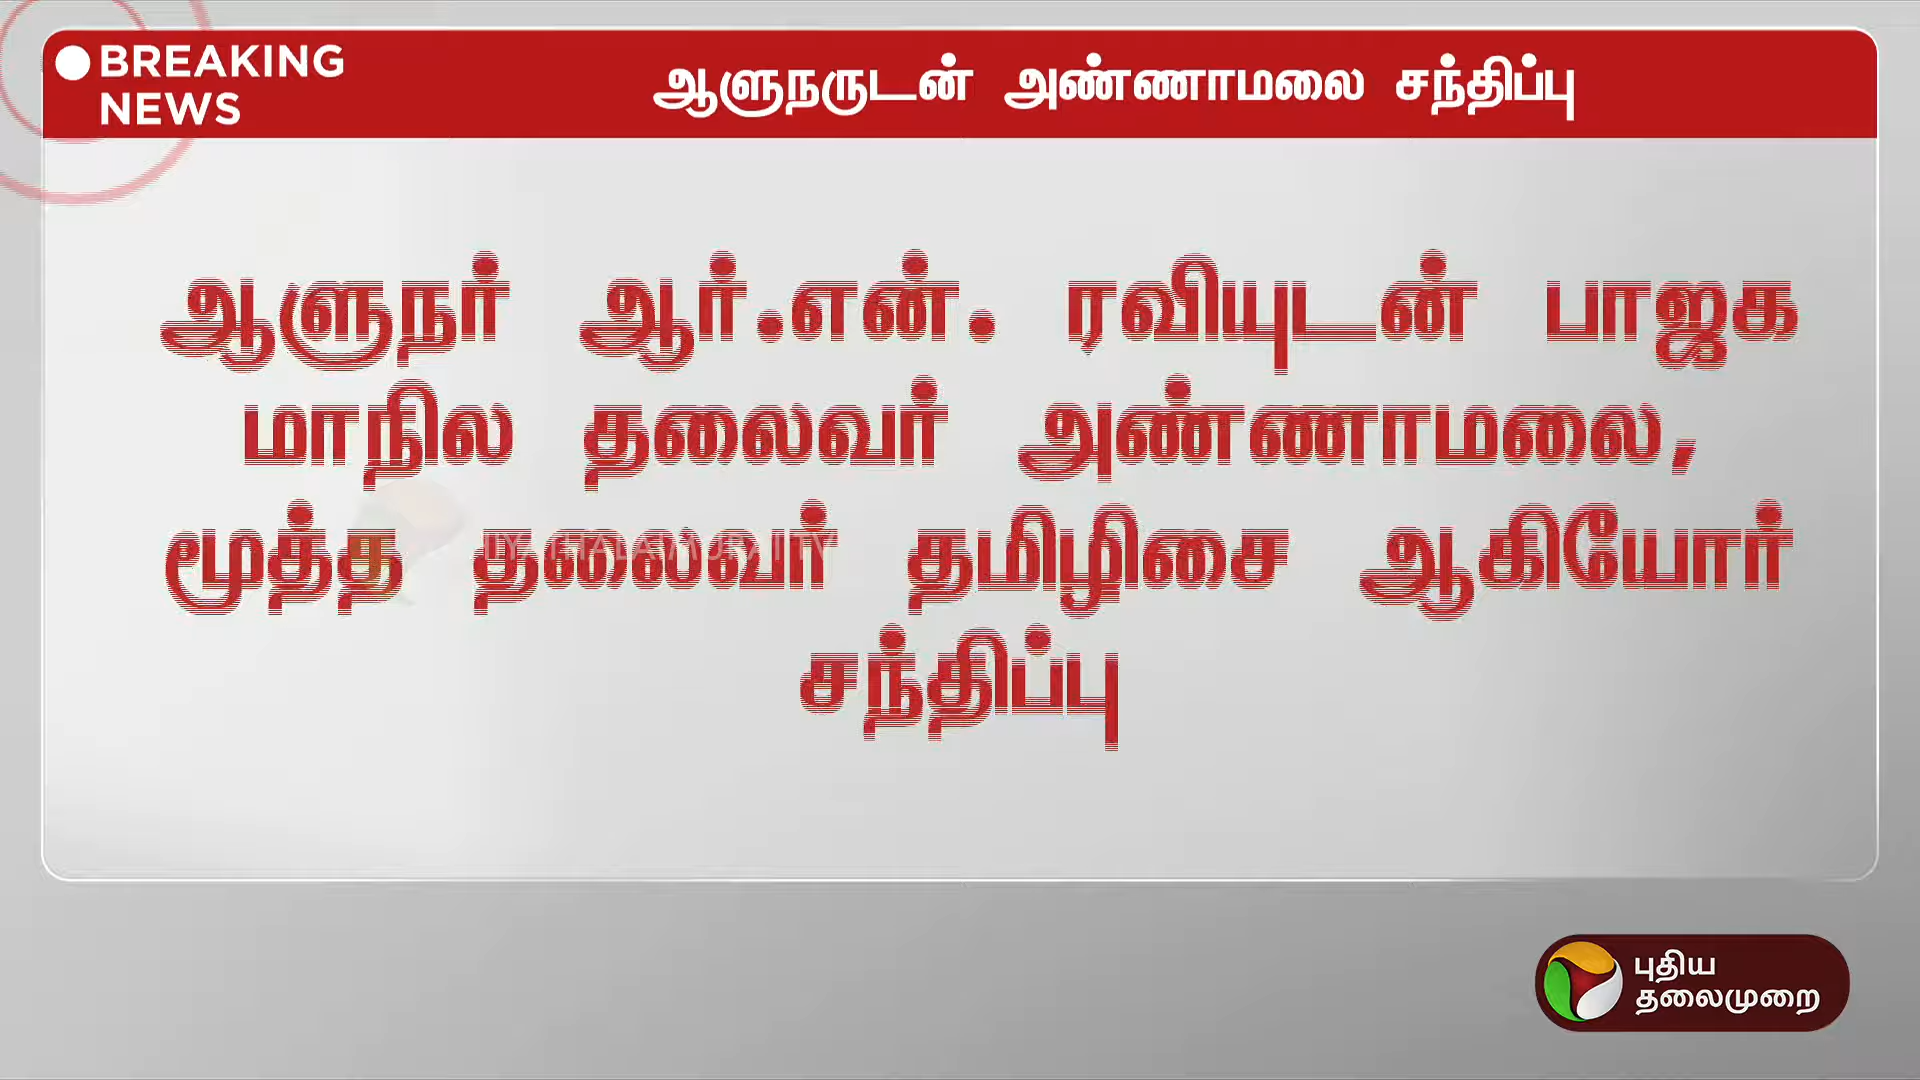 BREAKING
NEWS
ஆளுநருடன் அண்ணாமலை சந்திப்பு
ஆளுநர் ஆர்.என். ரவியுடன் பாஜக
மாநில தலைவர் அண்ணாமலை,
மூத்த தலைவர் தமிழிசை ஆகியோர்
சந்திப்பு
புதிய
தலைமுறை